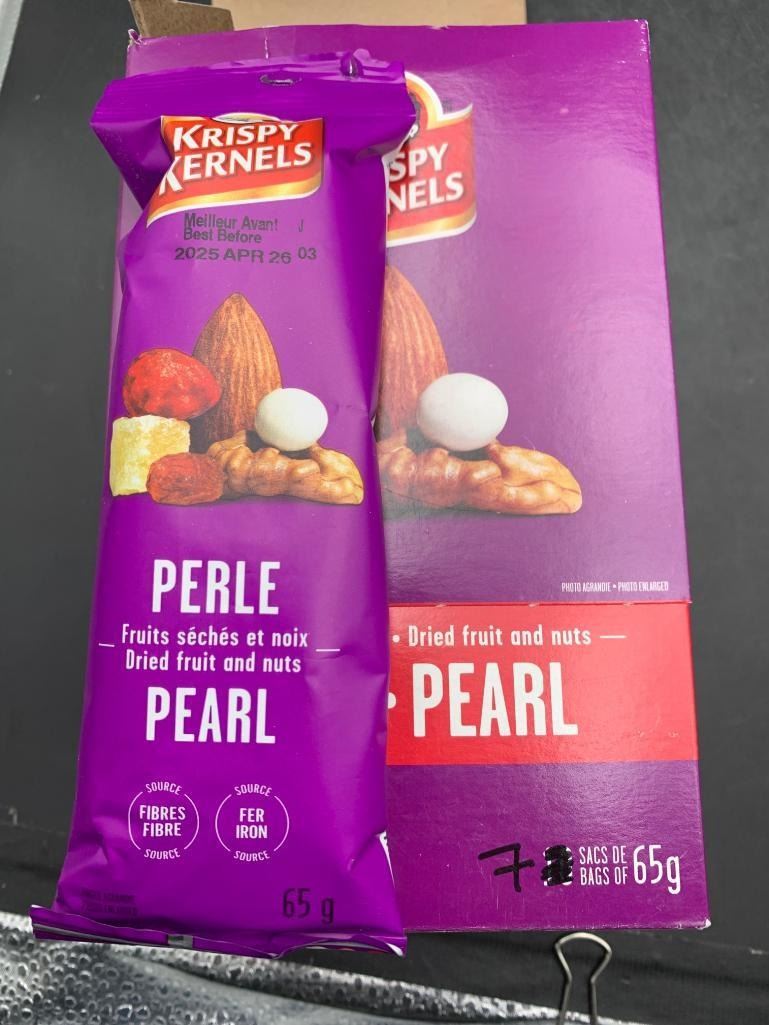 KRISPY
KERNELS
Meilleur Avant J
Best Before
2025 APR 26 03
PERLE
Fruits séchés et noix
Dried fruit and nuts
PEARL
SOURCE
FIBRES
FIBRE
SOURCE
SOURCE
FER
IRON
SOURCE
65 g
SPY
NELS
PHOTO AGRANDIE • PHOTO ENLARGED
• Dried fruit and nuts
• PEARL
7 SACS DE
BAGS OF 65g